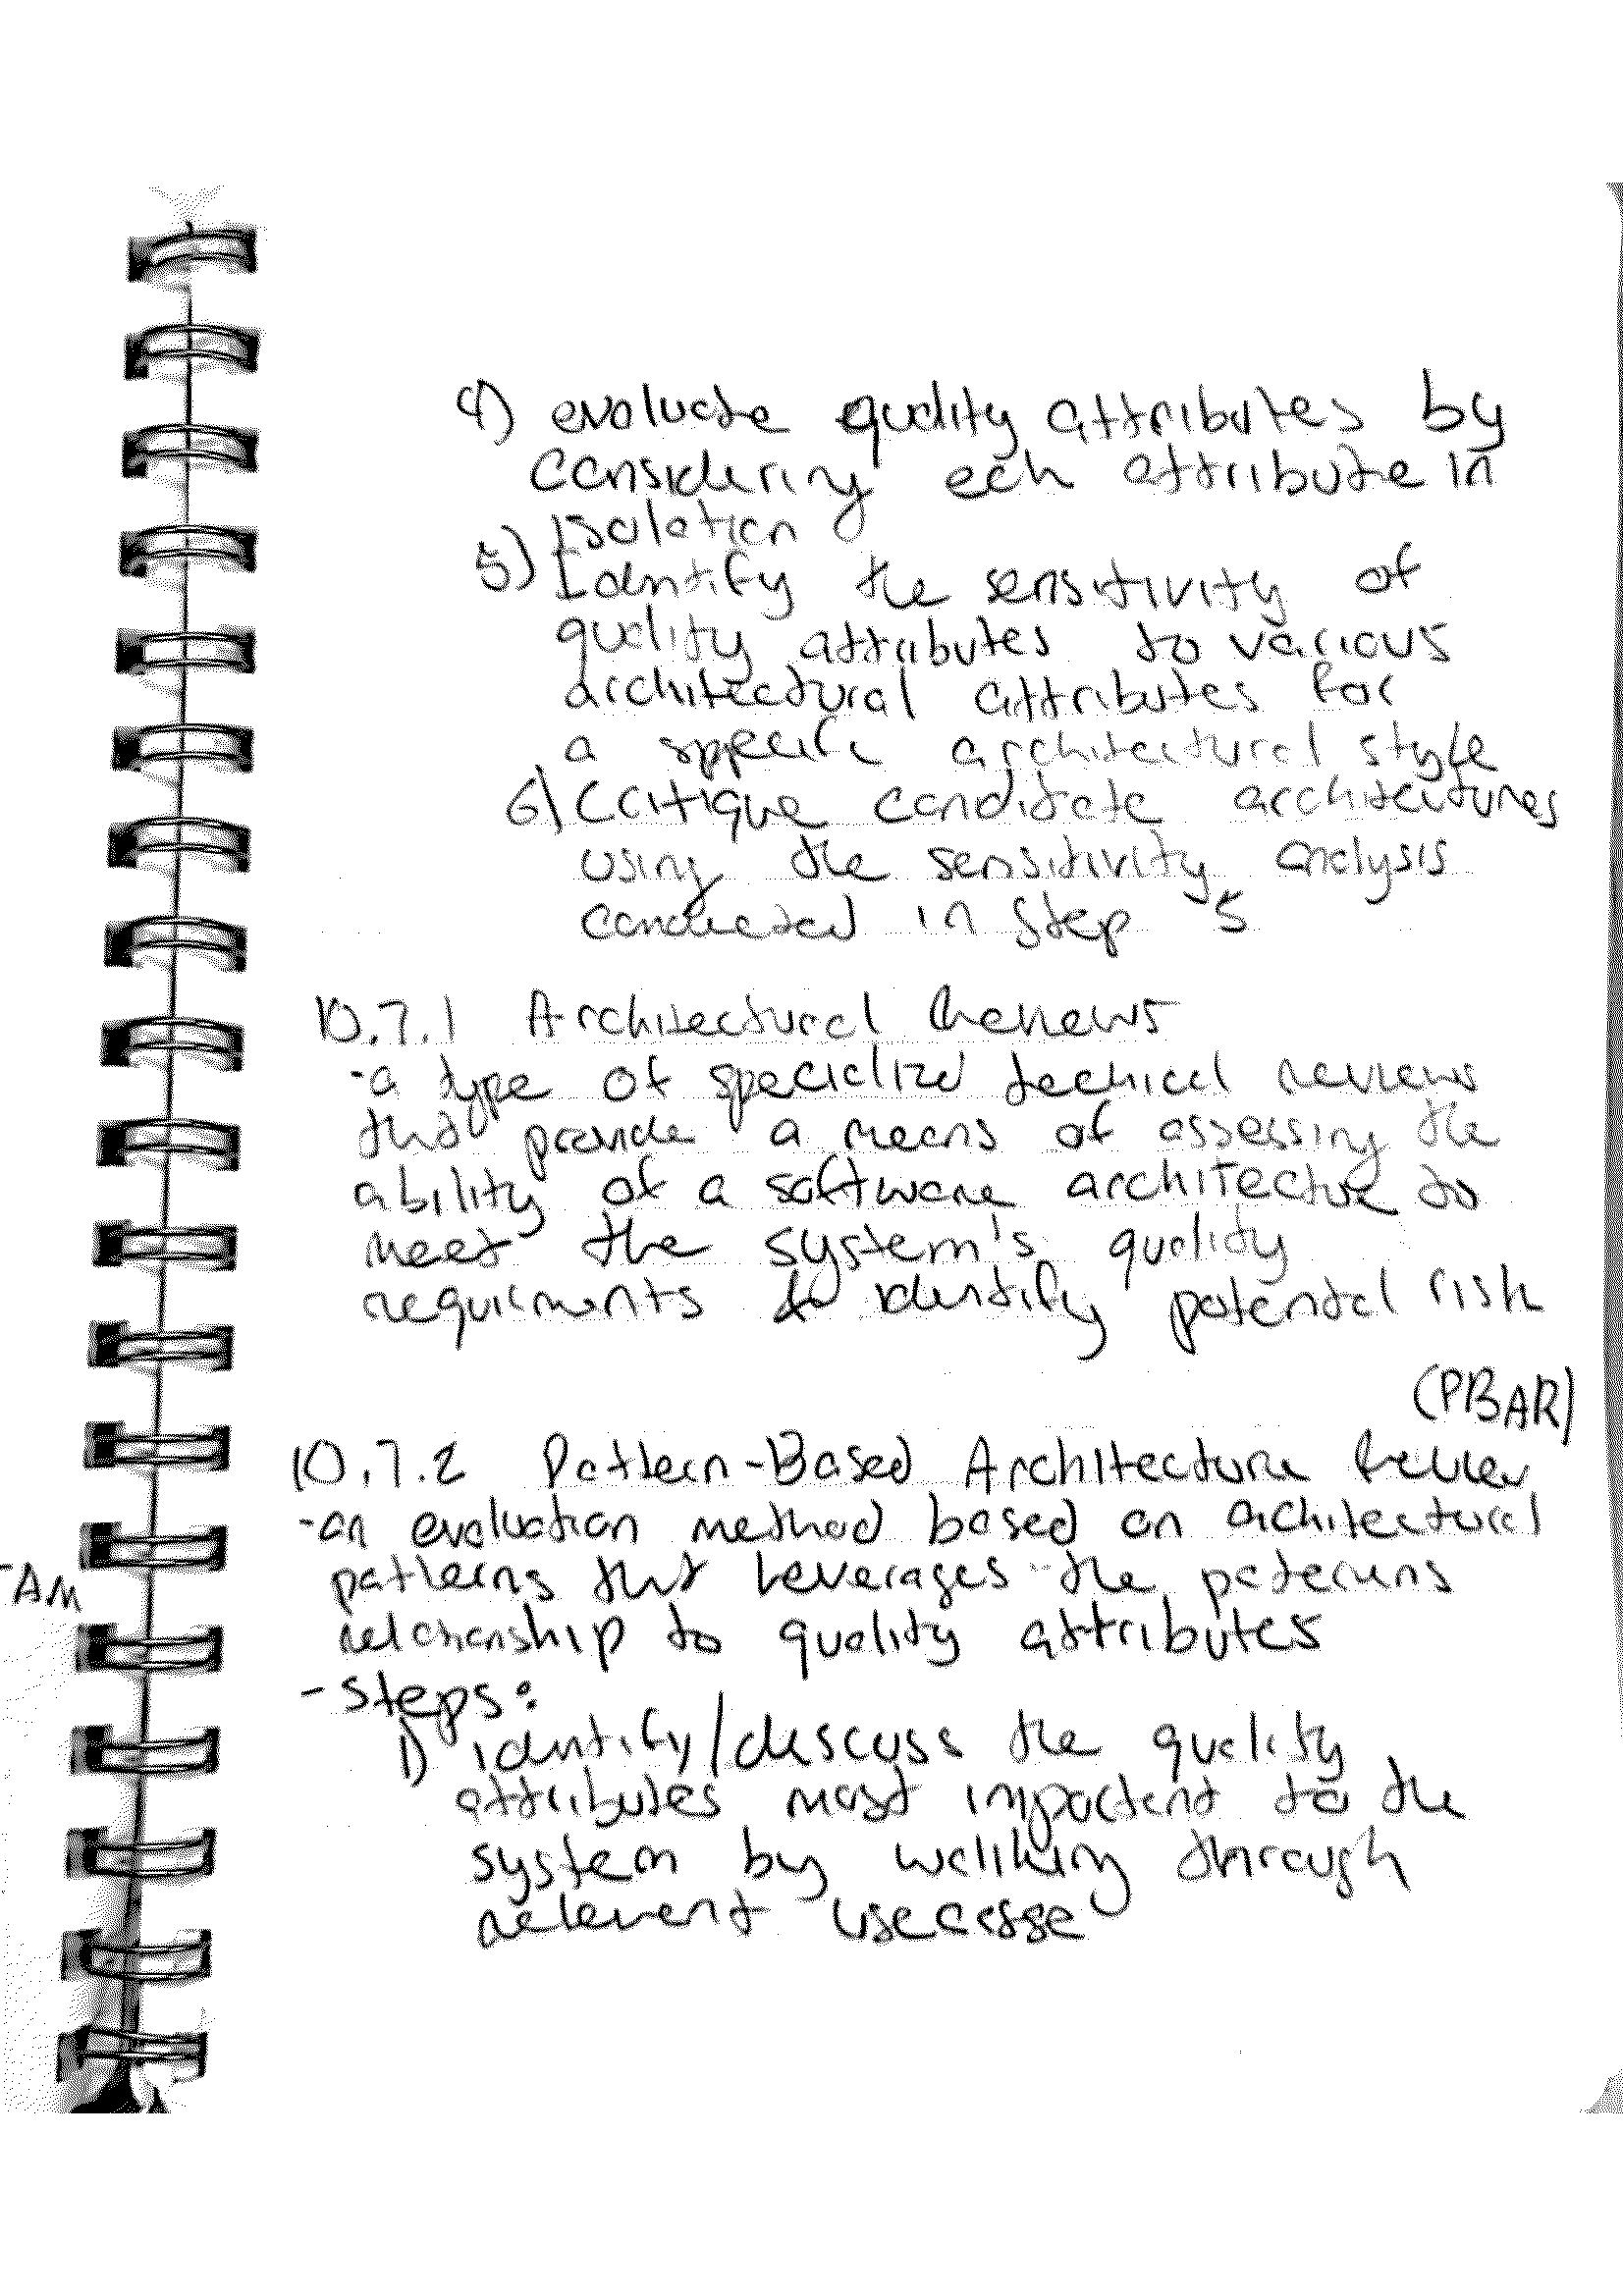 4) evaluate quality attributes by
considering ech attribute in
isolation
5) Identify the sensitivity of
quality attributes to various
architectural attributes for
a specific architectural style
6) Critique candidate architectures
using the sensitivity analysis
conducted in step 5
10.7.1 Architectural Reviews
-a type of specialized techical reviews
that provide a means of assessing the
ability of a software architecture to
meet the system's quality
requirments & identify potential risk
(PBAR)
10.7.2 Pattern-Based Architecture Review
-an evaluation method based on architectural
patterns that leverages the patterns
relationship to quality attributes
-steps:
1) identify/discuss the quality
attributes most important to the
system by walking through
relevent